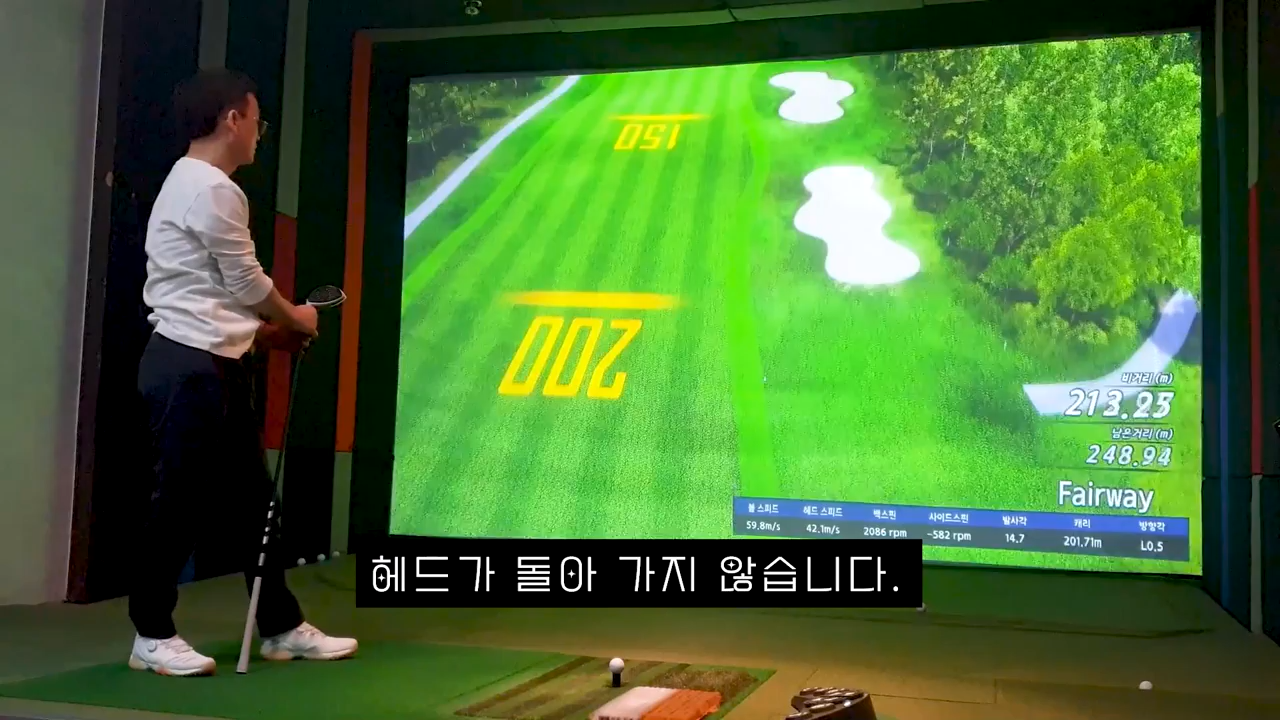 150
200
비거리 (m)
213.25
남은거리 (m)
248.94
Fairway
볼 스피드 헤드 스피드 백스핀 사이드스핀 발사각 캐리 방향각
59.8m/s 42.1m/s 2086 rpm -582 rpm 14.7 201.71m L0.5
헤드가 돌아 가지 않습니다.